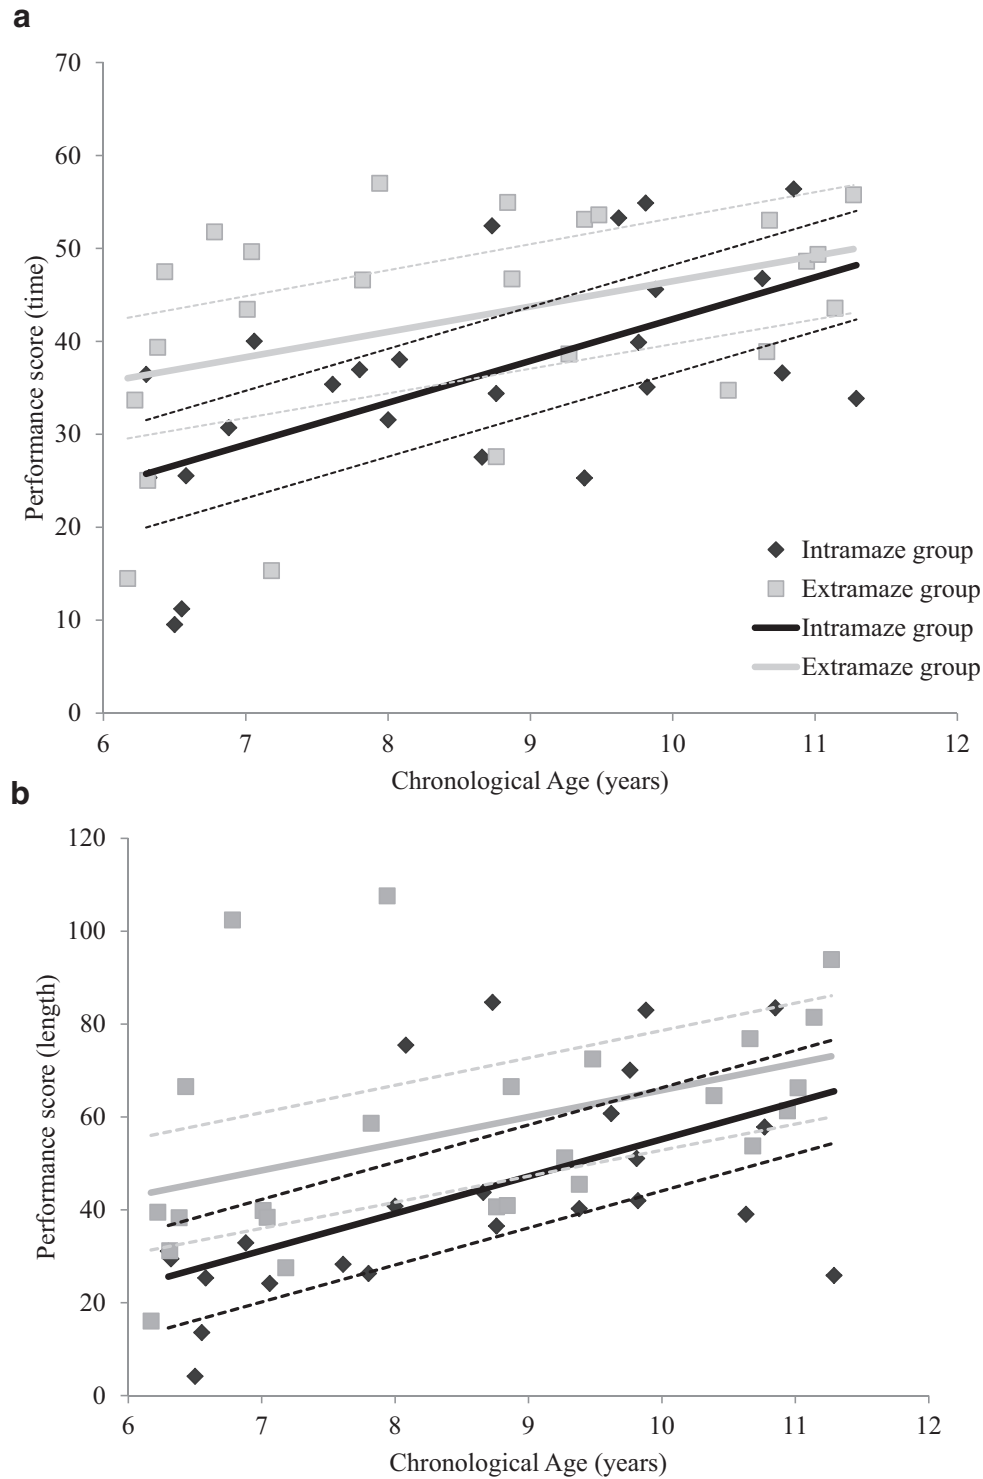 a
70
60
50
40
30
20
10
0
Performance score (time)
6 7 8 9 10 11 12
Chronological Age (years)
Intramaze group
Extramaze group
Intramaze group
Extramaze group
b
120
100
80
60
40
20
0
Performance score (length)
6 7 8 9 10 11 12
Chronological Age (years)